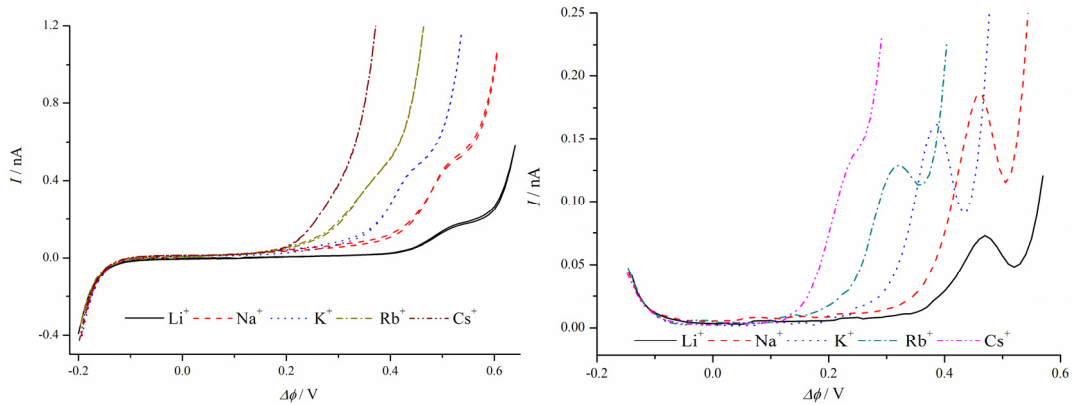 1.2
0.8
0.4
0.0
-0.4
I / nA
Li+ Na+ K+ Rb+ Cs+
-0.2 0.0 0.2 0.4 0.6
Δϕ / V
0.25
0.20
0.15
0.10
0.05
0.00
I / nA
Li+ Na+ K+ Rb+ Cs+
-0.2 0.0 0.2 0.4 0.6
Δϕ / V